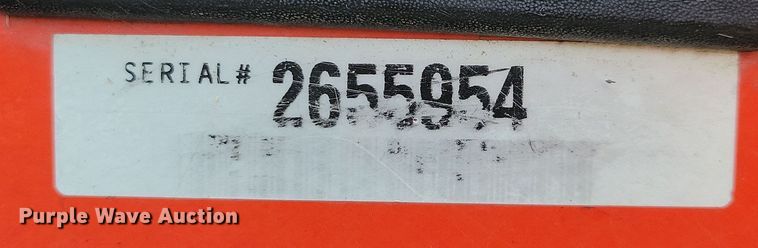 SERIAL# 2655954
Purple Wave Auction